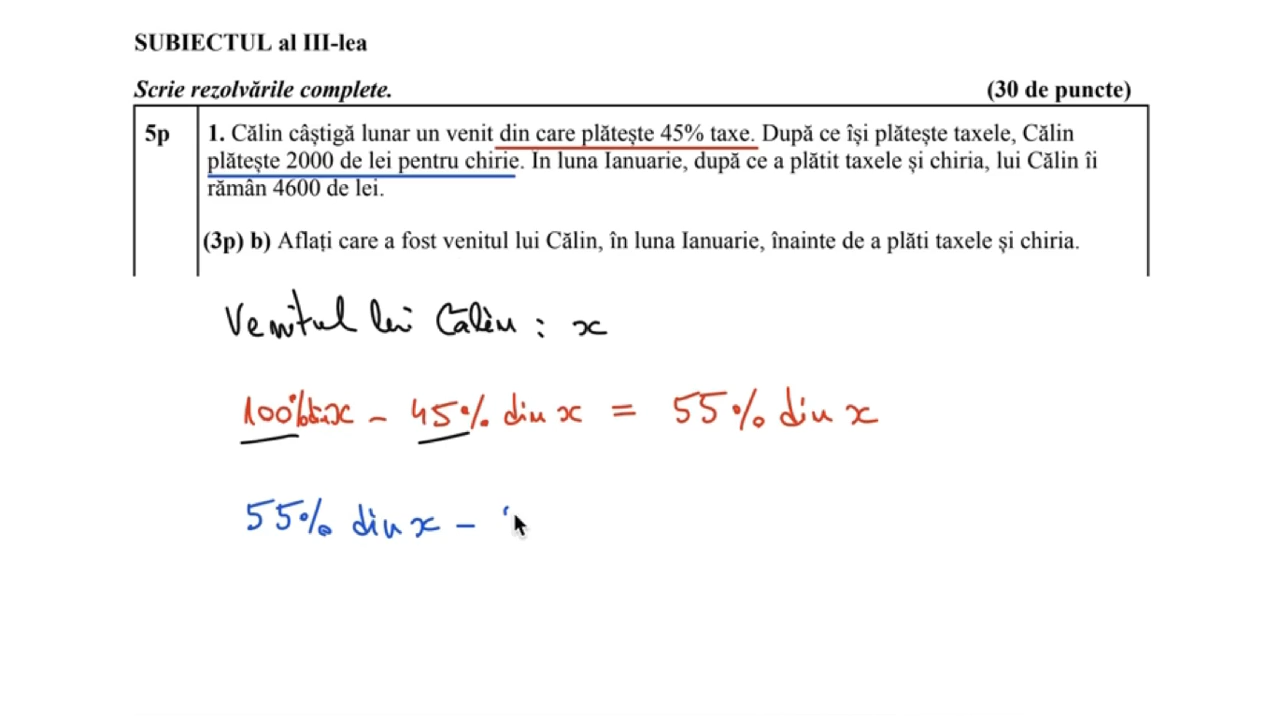 SUBIECTUL al III-lea
Scrie rezolvările complete. (30 de puncte)
5p 1. Călin câștigă lunar un venit din care plătește 45% taxe. După ce își plătește taxele, Călin
plătește 2000 de lei pentru chirie. In luna Ianuarie, după ce a plătit taxele și chiria, lui Călin îi
rămân 4600 de lei.
(3p) b) Aflați care a fost venitul lui Călin, în luna Ianuarie, înainte de a plăti taxele și chiria.
Venitul lui Călin : x
100% din x - 45% din x = 55% din x
55% din x -